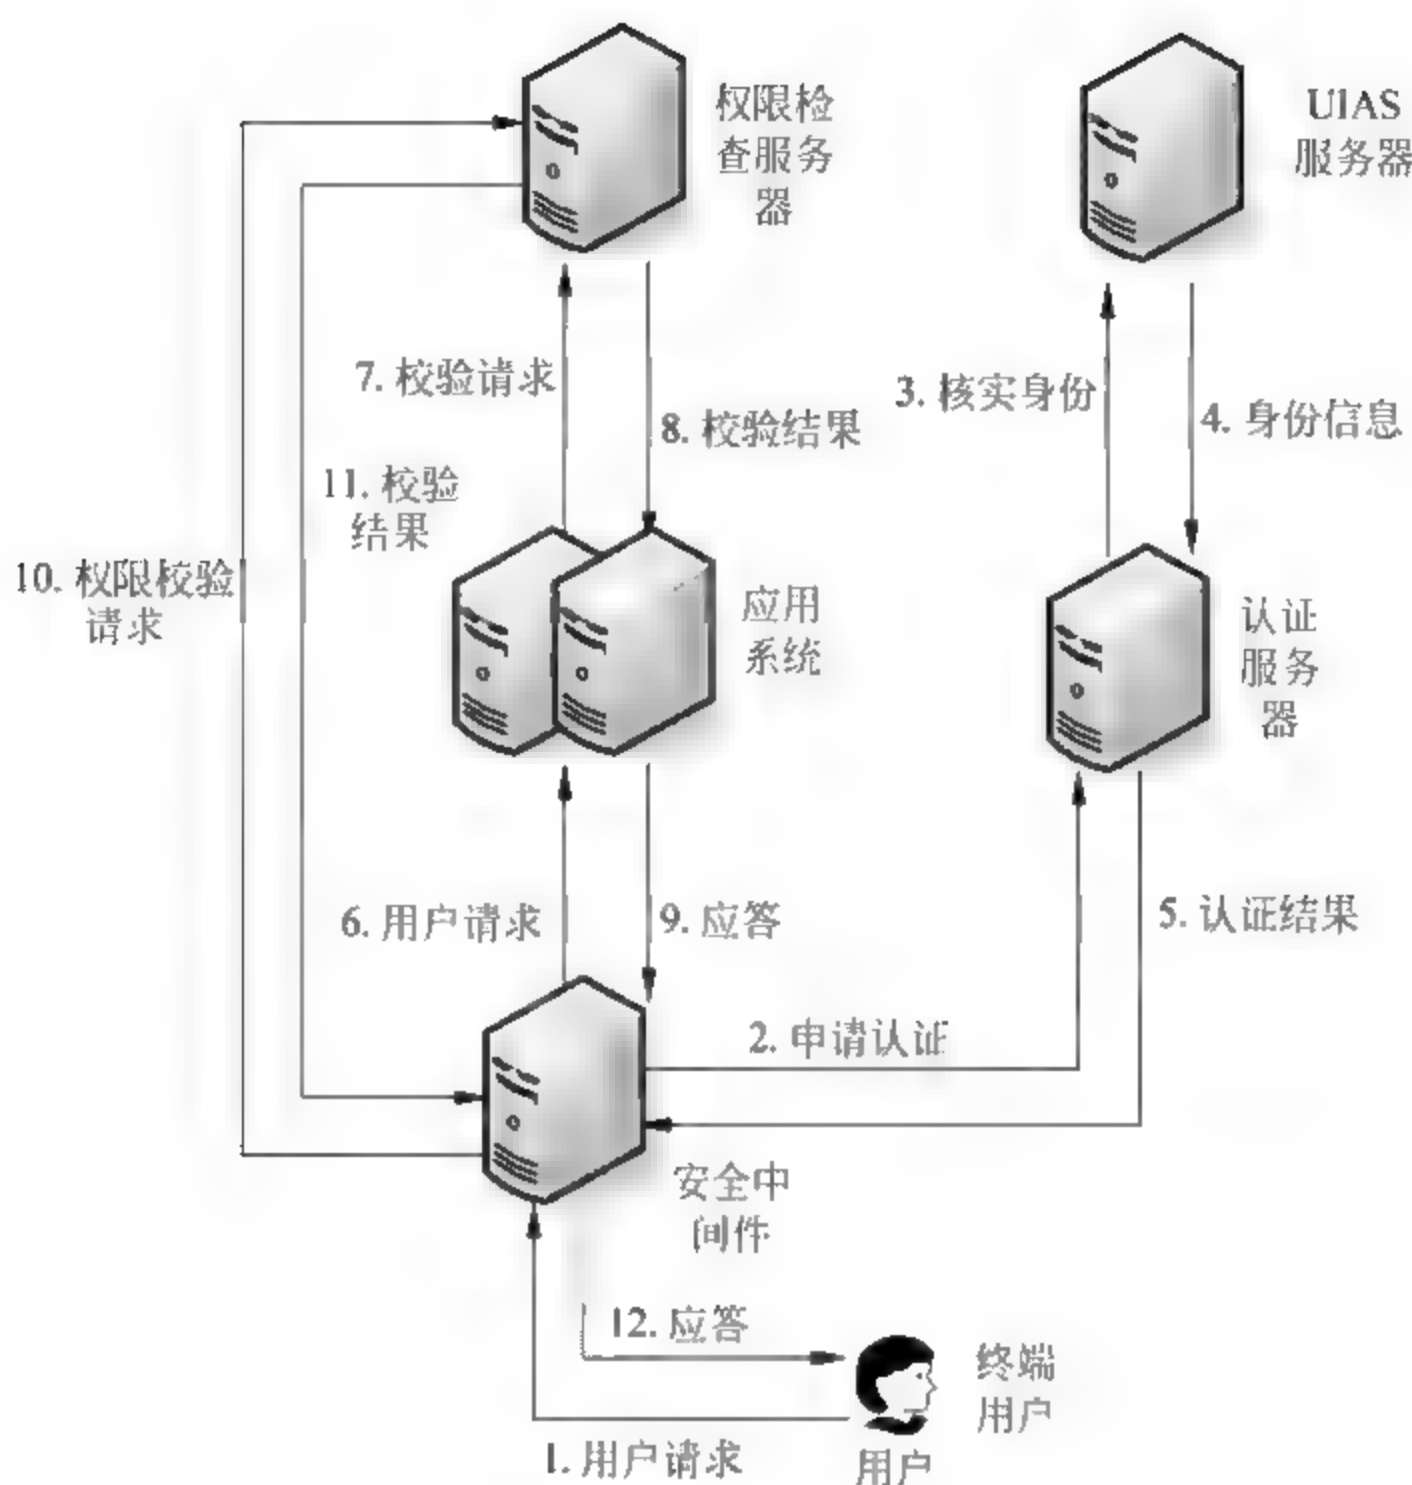 权限检
查服务
器
UIAS
服务器
7. 校验请求
8. 校验结果
3. 核实身份
4. 身份信息
11. 校验
结果
10. 权限校验
请求
应用
系统
认证
服务
器
6. 用户请求
9. 应答
5. 认证结果
2. 申请认证
安全中
间件
12. 应答
终端
用户
1. 用户请求
用户